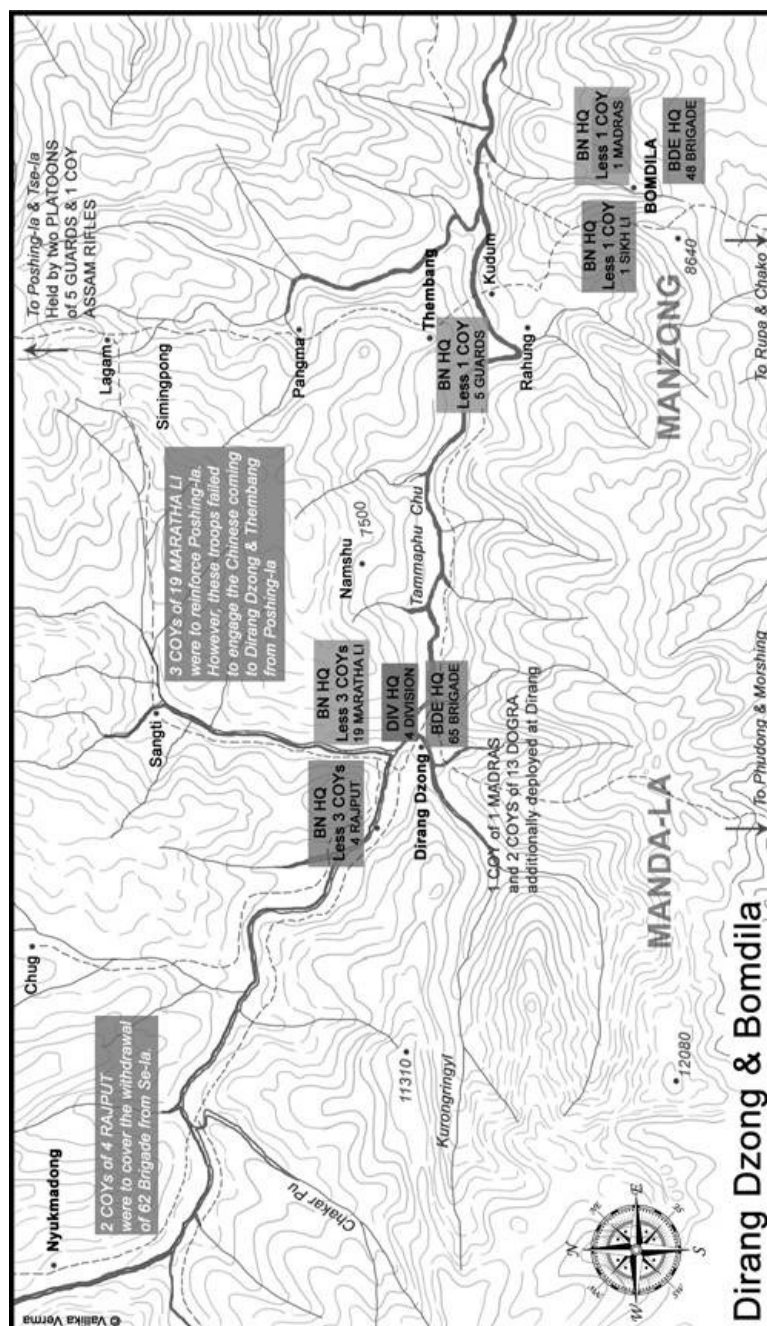 © Vallika Verma
Nyukmadong
2 COYs of 4 RAJPUT
were to cover the withdrawal
of 62 Brigade from Se-la.
Chug
Sangti
3 COYs of 19 MARATHA LI
were to reinforce Poshing-la.
However, these troops failed
to engage the Chinese coming
to Dirang Dzong & Thembang
from Poshing-la
Lagam
Simingpong
To Poshing-la & Tse-la
Held by two PLATOONS
of 5 GUARDS & 1 COY
ASSAM RIFLES
Pangma
Chakar Pu
11310
Kurongringyl
BN HQ
Less 3 COYs
4 RAJPUT
BN HQ
Less 3 COYs
19 MARATHA LI
DIV HQ
4 DIVISION
BDE HQ
65 BRIGADE
Dirang Dzong
1 COY of 1 MADRAS
and 2 COYS of 13 DOGRA
additionally deployed at Dirang
Namshu
7500
Tammaphu Chu
Thembang
BN HQ
Less 1 COY
5 GUARDS
Kudum
Rahung
BN HQ
Less 1 COY
1 MADRAS
BN HQ
Less 1 COY
1 SIKH LI
BOMDILA
BDE HQ
48 BRIGADE
8640
MANZONG
MANDA-LA
12080
To Phudong & Morshing
To Rupa & Chako
N
NE
E
SE
S
SW
W
NW
Dirang Dzong & Bomdila